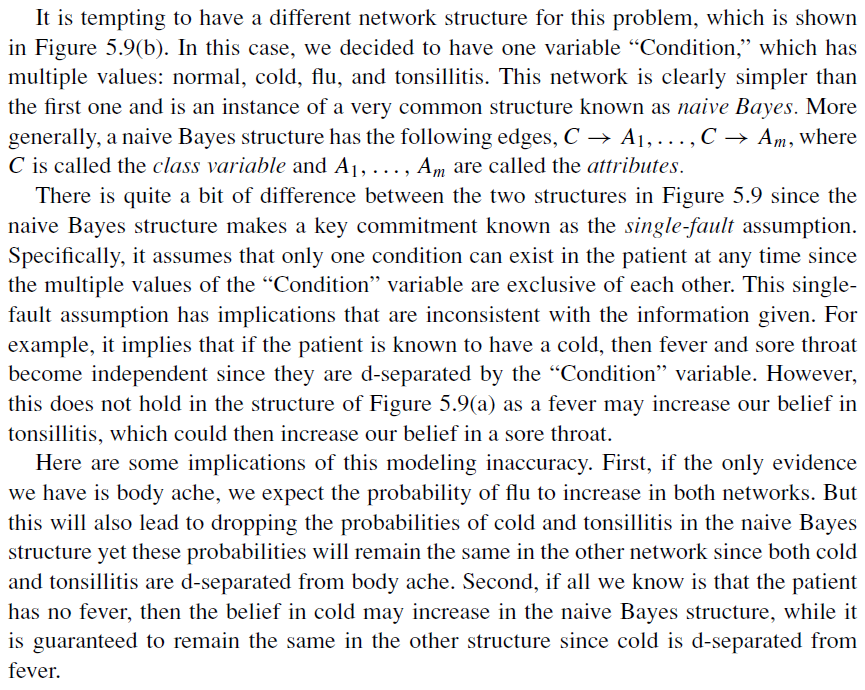 It is tempting to have a different network structure for this problem, which is shown
in Figure 5.9(b). In this case, we decided to have one variable “Condition,” which has
multiple values: normal, cold, flu, and tonsillitis. This network is clearly simpler than
the first one and is an instance of a very common structure known as naive Bayes. More
generally, a naive Bayes structure has the following edges, C → A₁, . . . , C → Aₘ, where
C is called the class variable and A₁, . . . , Aₘ are called the attributes.
There is quite a bit of difference between the two structures in Figure 5.9 since the
naive Bayes structure makes a key commitment known as the single-fault assumption.
Specifically, it assumes that only one condition can exist in the patient at any time since
the multiple values of the “Condition” variable are exclusive of each other. This single-
fault assumption has implications that are inconsistent with the information given. For
example, it implies that if the patient is known to have a cold, then fever and sore throat
become independent since they are d-separated by the “Condition” variable. However,
this does not hold in the structure of Figure 5.9(a) as a fever may increase our belief in
tonsillitis, which could then increase our belief in a sore throat.
Here are some implications of this modeling inaccuracy. First, if the only evidence
we have is body ache, we expect the probability of flu to increase in both networks. But
this will also lead to dropping the probabilities of cold and tonsillitis in the naive Bayes
structure yet these probabilities will remain the same in the other network since both cold
and tonsillitis are d-separated from body ache. Second, if all we know is that the patient
has no fever, then the belief in cold may increase in the naive Bayes structure, while it
is guaranteed to remain the same in the other structure since cold is d-separated from
fever.